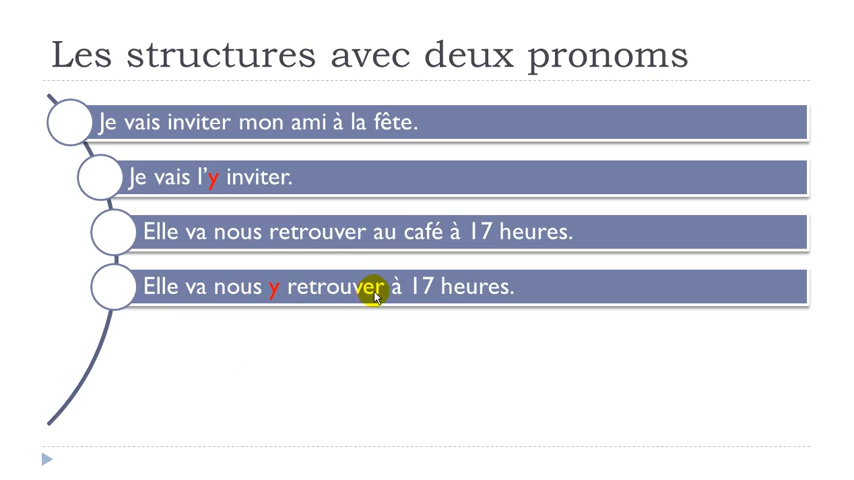 Les structures avec deux pronoms
Je vais inviter mon ami à la fête.
Je vais l’y inviter.
Elle va nous retrouver au café à 17 heures.
Elle va nous y retrouver à 17 heures.